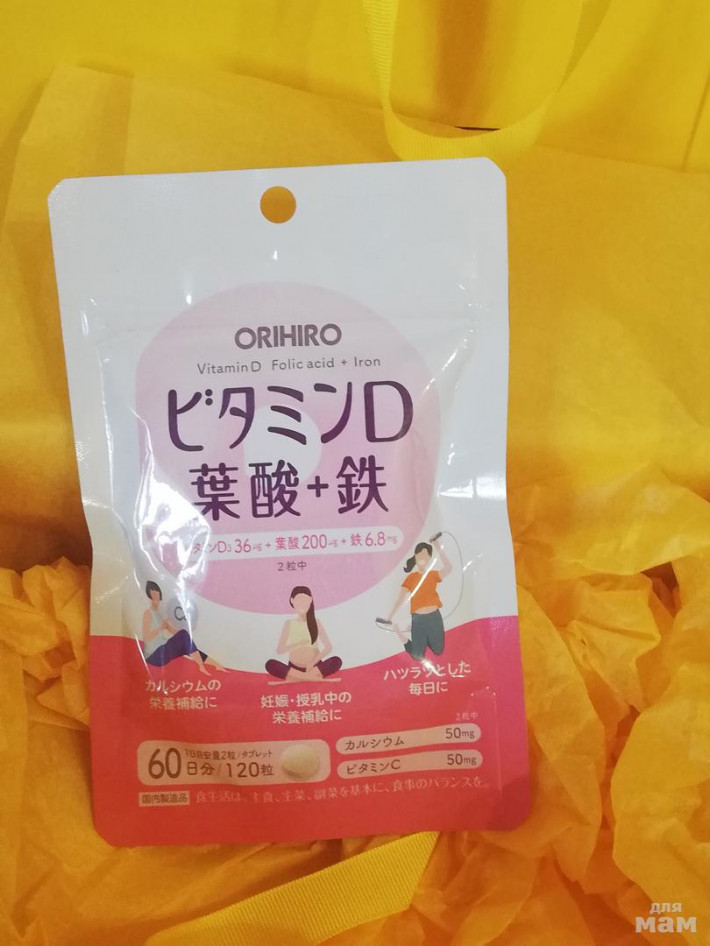 ORIHIRO
Vitamin D Folic acid + Iron
ビタミンD
葉酸+鉄
タミンD₃ 36μg + 葉酸 200μg + 鉄 6.8mg
2粒中
カルシウムの
栄養補給に
妊娠・授乳中の
栄養補給に
ハツラツとした
毎日に
60日分/120粒
1日目安量2粒/タブレット
2粒中
カルシウム 50mg
ビタミンC 50mg
国内製造品 食生活は、主食、主菜、副菜を基本に、食事のバランスを。
для
мам